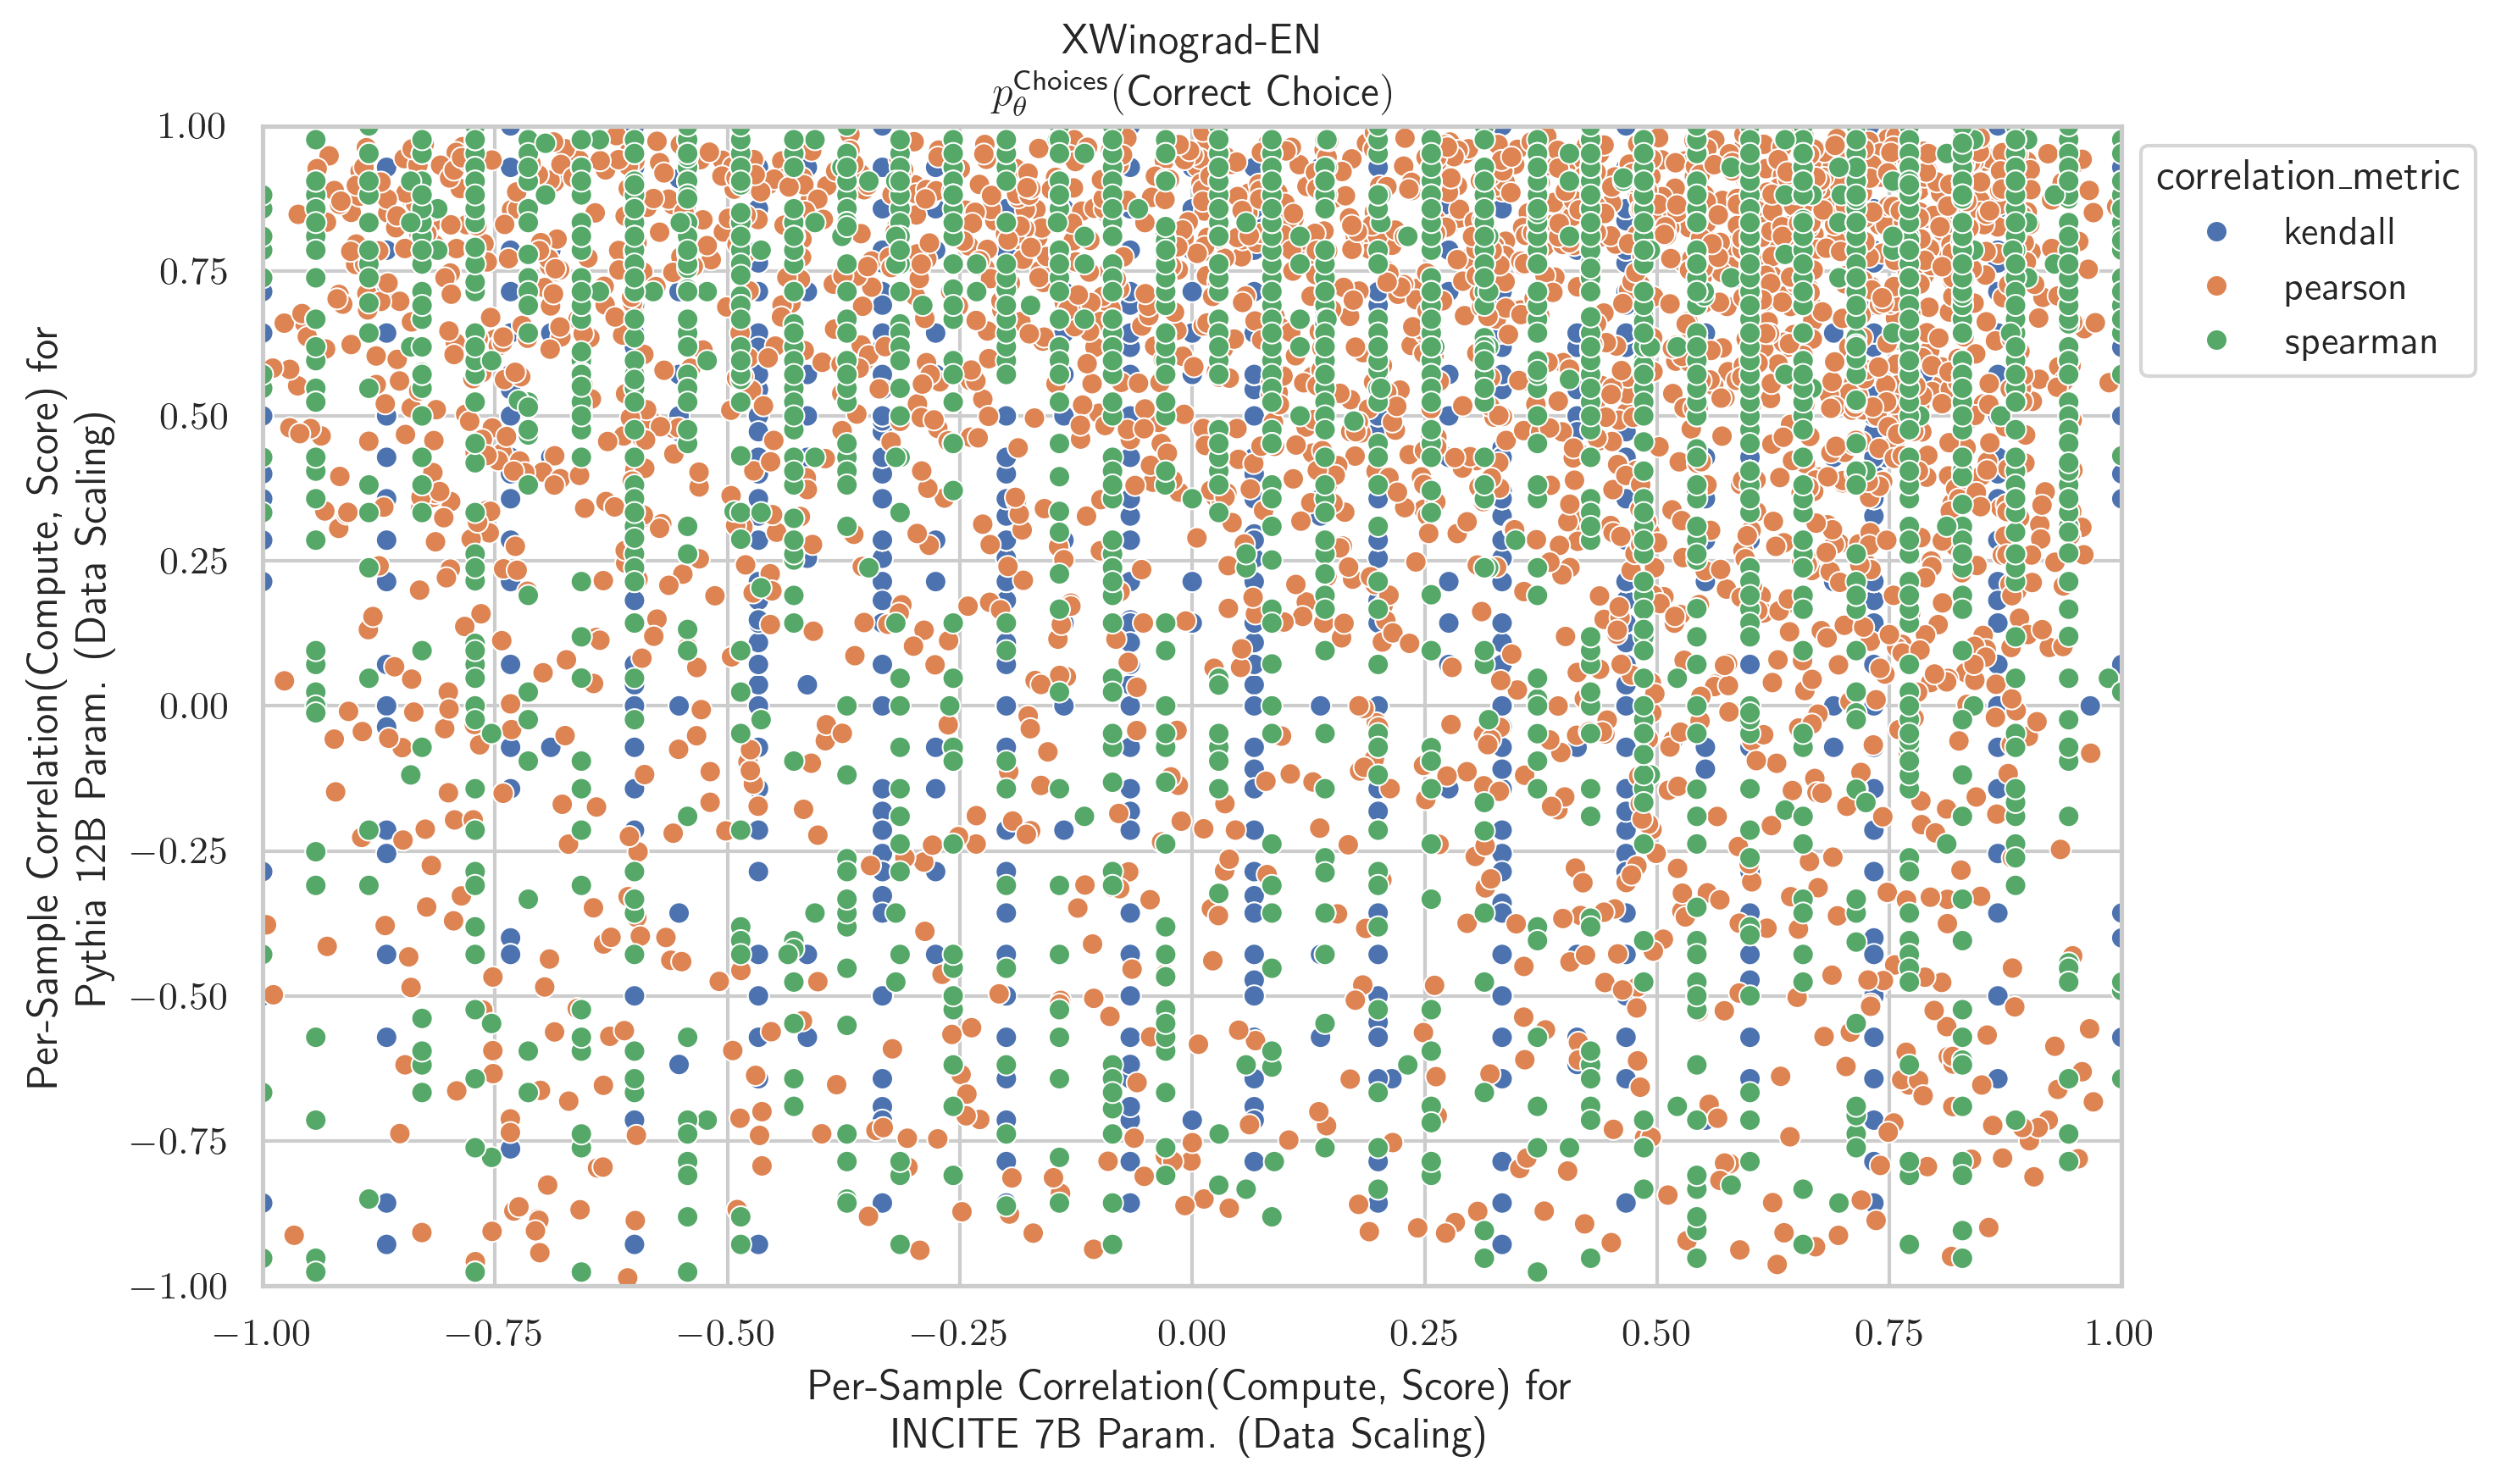 XWinograd-EN
p_θ^Choices(Correct Choice)
Per-Sample Correlation(Compute, Score) for
Pythia 12B Param. (Data Scaling)
1.00
0.75
0.50
0.25
0.00
−0.25
−0.50
−0.75
−1.00
−1.00 −0.75 −0.50 −0.25 0.00 0.25 0.50 0.75 1.00
Per-Sample Correlation(Compute, Score) for
INCITE 7B Param. (Data Scaling)
correlation_metric
kendall
pearson
spearman